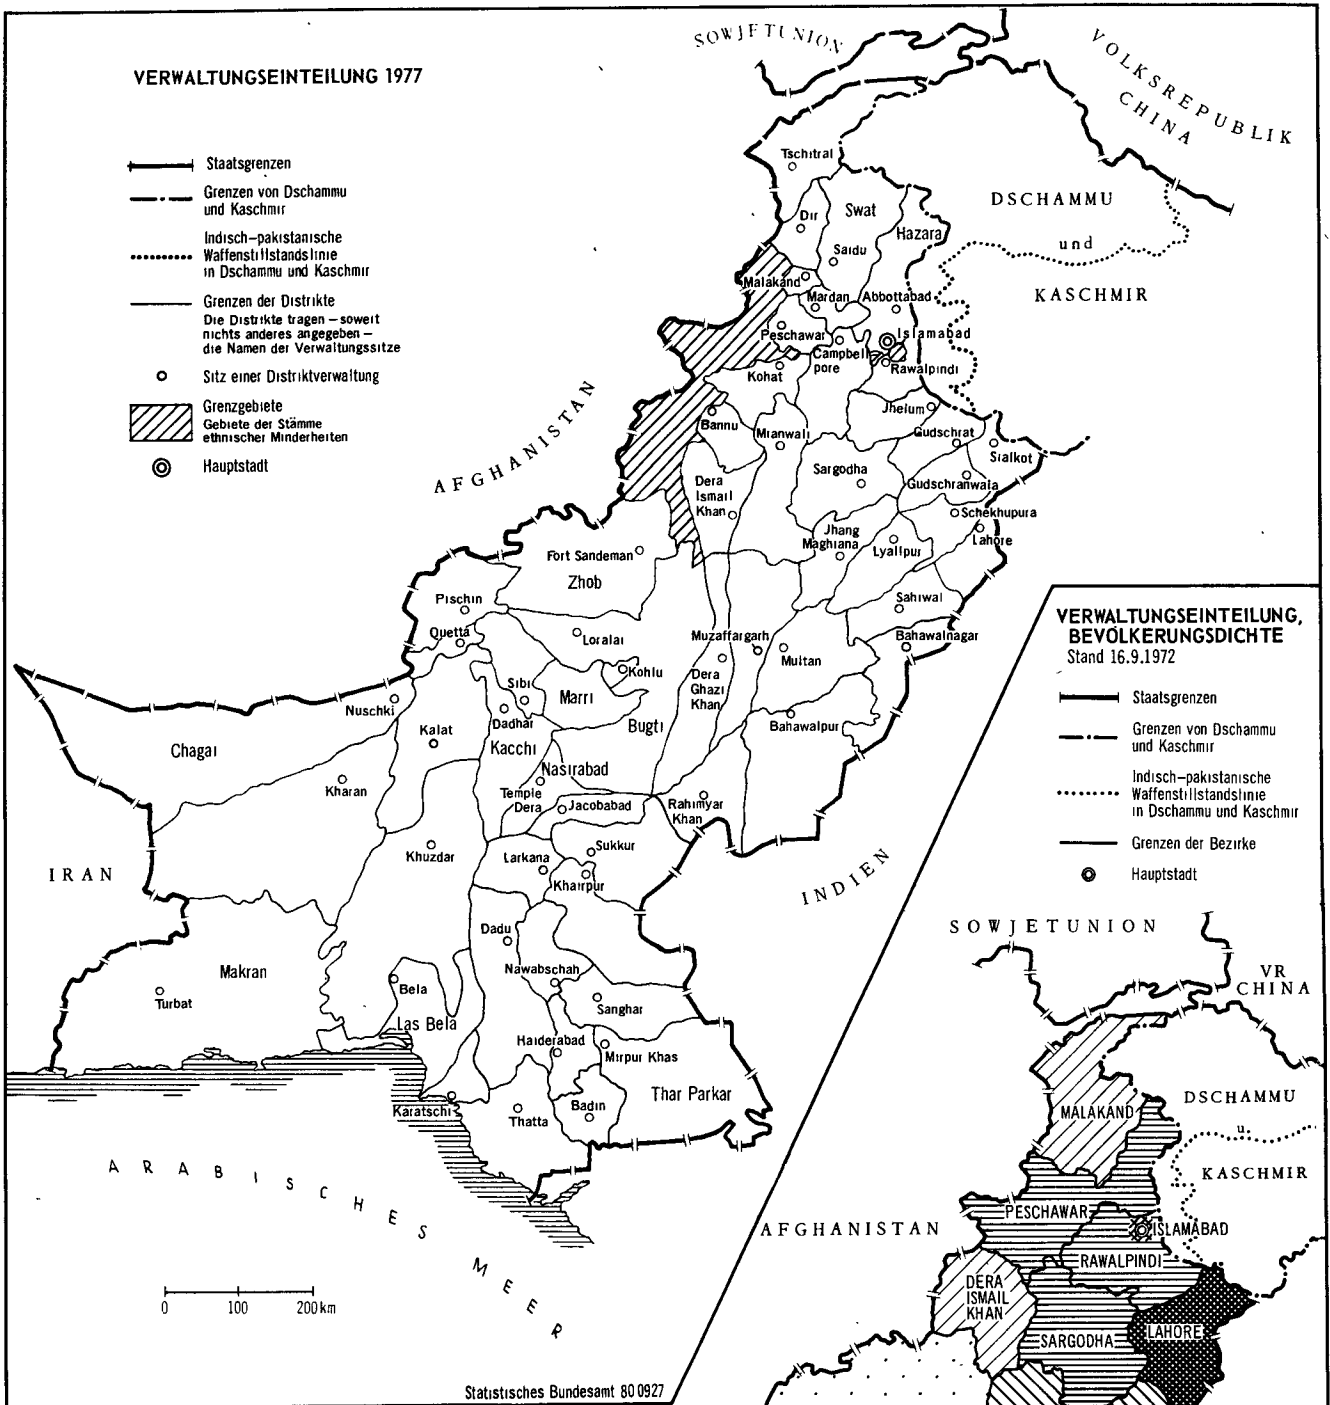 VERWALTUNGSEINTEILUNG 1977
Staatsgrenzen
Grenzen von Dschammu
und Kaschmir
Indisch-pakistanische
Waffenstillstandslinie
in Dschammu und Kaschmir
Grenzen der Distrikte
Die Distrikte tragen – soweit
nichts anderes angegeben –
die Namen der Verwaltungssitze
Sitz einer Distriktverwaltung
Grenzgebiete
Gebiete der Stämme
ethnischer Minderheiten
Hauptstadt
SOWJETUNION
VOLKSREPUBLIK
CHINA
DSCHAMMU
und
KASCHMIR
AFGHANISTAN
IRAN
INDIEN
ARABISCHES MEER
Tschitral
Dir
Swat
Hazara
Saidu
Malakand
Mardan
Abbottabad
Peschawar
Islamabad
Campbell
pore
Rawalpindi
Kohat
Jhelum
Bannu
Mianwali
Gudschrat
Sialkot
Sargodha
Dera
Ismail
Khan
Gudschranwala
Schekhupura
Lahore
Jhang
Maghiana
Lyallpur
Fort Sandeman
Zhob
Pischin
Sahiwal
Quetta
Loralai
Muzaffargarh
Multan
Bahawalnagar
Kohlu
Sibi
Marri
Dera
Ghazi
Khan
Nuschki
Dadhar
Bugti
Bahawalpur
Kalat
Kacchi
Chagai
Nasirabad
Kharan
Temple
Dera
Jacobabad
Rahimyar
Khan
Khuzdar
Larkana
Sukkur
Khairpur
Dadu
Makran
Nawabschah
Turbat
Bela
Sanghar
Las Bela
Haiderabad
Mirpur Khas
Thar Parkar
Karatschi
Thatta
Badin
0 100 200 km
Statistisches Bundesamt 80 0927
VERWALTUNGSEINTEILUNG,
BEVÖLKERUNGSDICHTE
Stand 16.9.1972
Staatsgrenzen
Grenzen von Dschammu
und Kaschmir
Indisch-pakistanische
Waffenstillstandslinie
in Dschammu und Kaschmir
Grenzen der Bezirke
Hauptstadt
SOWJETUNION
VR
CHINA
DSCHAMMU
u.
KASCHMIR
AFGHANISTAN
MALAKAND
PESCHAWAR
ISLAMABAD
RAWALPINDI
DERA
ISMAIL
KHAN
SARGODHA
LAHORE